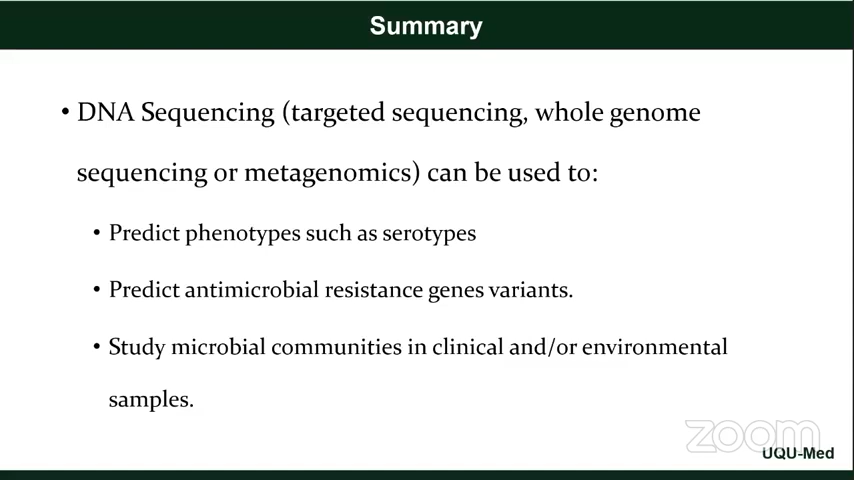 Summary
• DNA Sequencing (targeted sequencing, whole genome
sequencing or metagenomics) can be used to:
• Predict phenotypes such as serotypes
• Predict antimicrobial resistance genes variants.
• Study microbial communities in clinical and/or environmental
samples.
zoom
UQU-Med